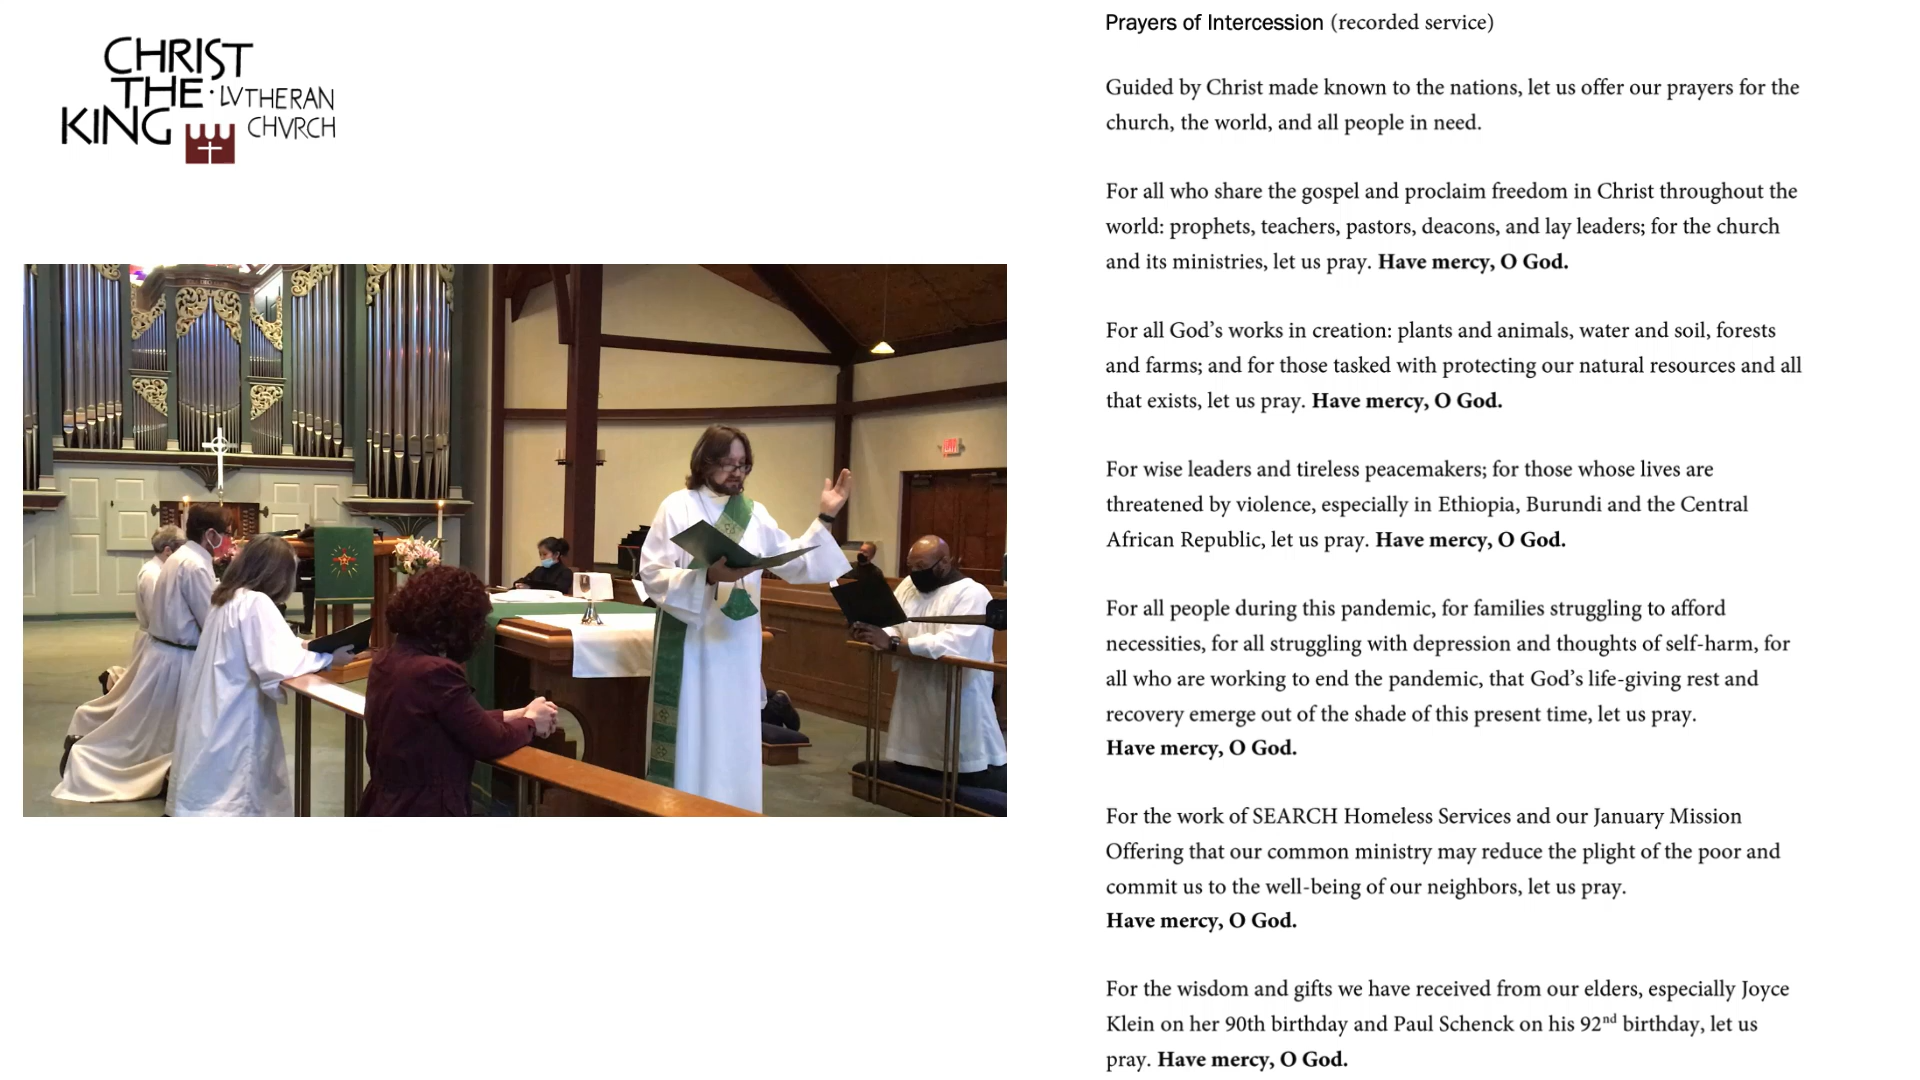 CHRIST
THE · LVTHERAN
KING CHVRCH
Prayers of Intercession (recorded service)
Guided by Christ made known to the nations, let us offer our prayers for the
church, the world, and all people in need.
For all who share the gospel and proclaim freedom in Christ throughout the
world: prophets, teachers, pastors, deacons, and lay leaders; for the church
and its ministries, let us pray. Have mercy, O God.
For all God’s works in creation: plants and animals, water and soil, forests
and farms; and for those tasked with protecting our natural resources and all
that exists, let us pray. Have mercy, O God.
For wise leaders and tireless peacemakers; for those whose lives are
threatened by violence, especially in Ethiopia, Burundi and the Central
African Republic, let us pray. Have mercy, O God.
For all people during this pandemic, for families struggling to afford
necessities, for all struggling with depression and thoughts of self-harm, for
all who are working to end the pandemic, that God’s life-giving rest and
recovery emerge out of the shade of this present time, let us pray.
Have mercy, O God.
For the work of SEARCH Homeless Services and our January Mission
Offering that our common ministry may reduce the plight of the poor and
commit us to the well-being of our neighbors, let us pray.
Have mercy, O God.
For the wisdom and gifts we have received from our elders, especially Joyce
Klein on her 90th birthday and Paul Schenck on his 92nd birthday, let us
pray. Have mercy, O God.